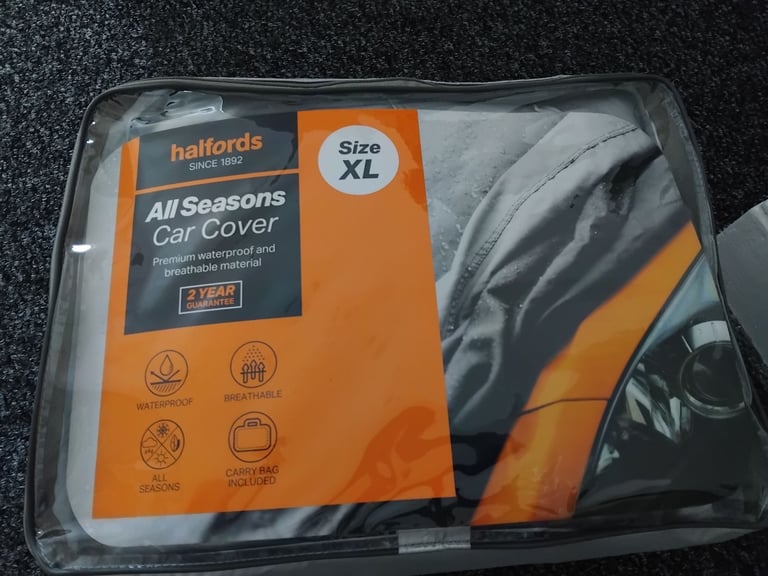 halfords
SINCE 1892
Size
XL
All Seasons
Car Cover
Premium waterproof and
breathable material
2 YEAR
GUARANTEE
WATERPROOF
BREATHABLE
ALL
SEASONS
CARRY BAG
INCLUDED